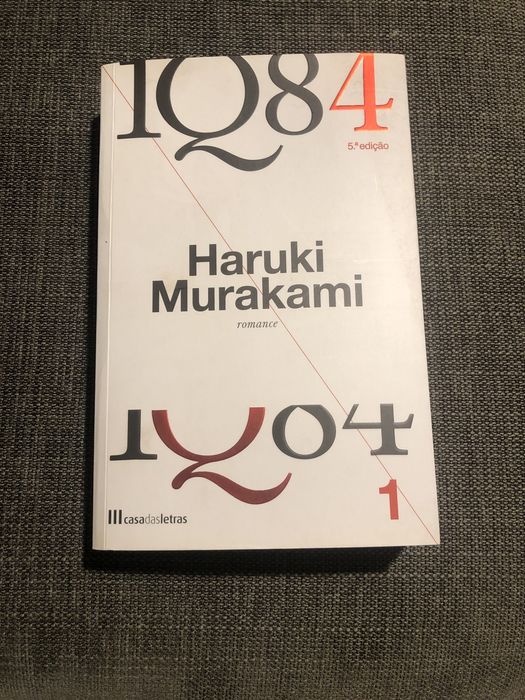 1Q84
5.ª edição
Haruki
Murakami
romance
1Q84
1
casadasletras